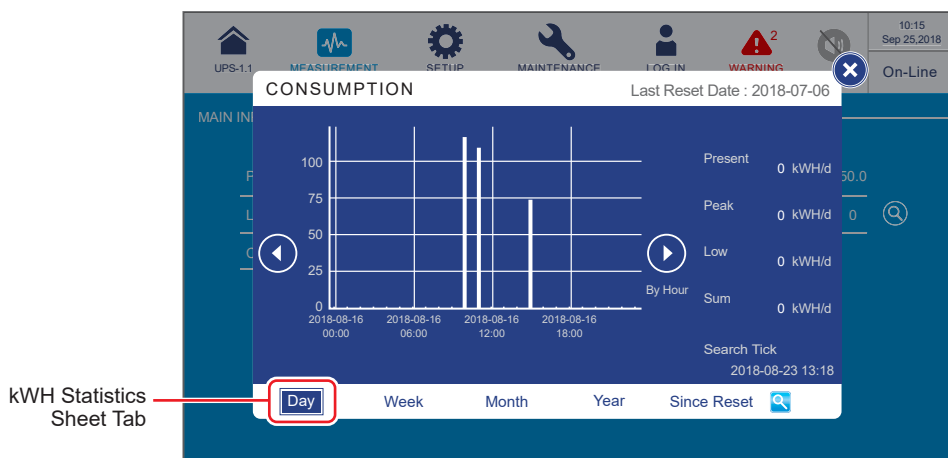 10:15
Sep 25,2018
2
UPS-1.1
MEASUREMENT
SETUP
MAINTENANCE
LOG IN
WARNING
On-Line
CONSUMPTION
Last Reset Date : 2018-07-06
MAIN IN
100
75
50
25
0
2018-08-16
00:00
2018-08-16
06:00
2018-08-16
12:00
2018-08-16
18:00
By Hour
Present
0 kWH/d
Peak
0 kWH/d
Low
0 kWH/d
Sum
0 kWH/d
Search Tick
2018-08-23 13:18
50.0
0
Day
Week
Month
Year
Since Reset
kWH Statistics
Sheet Tab